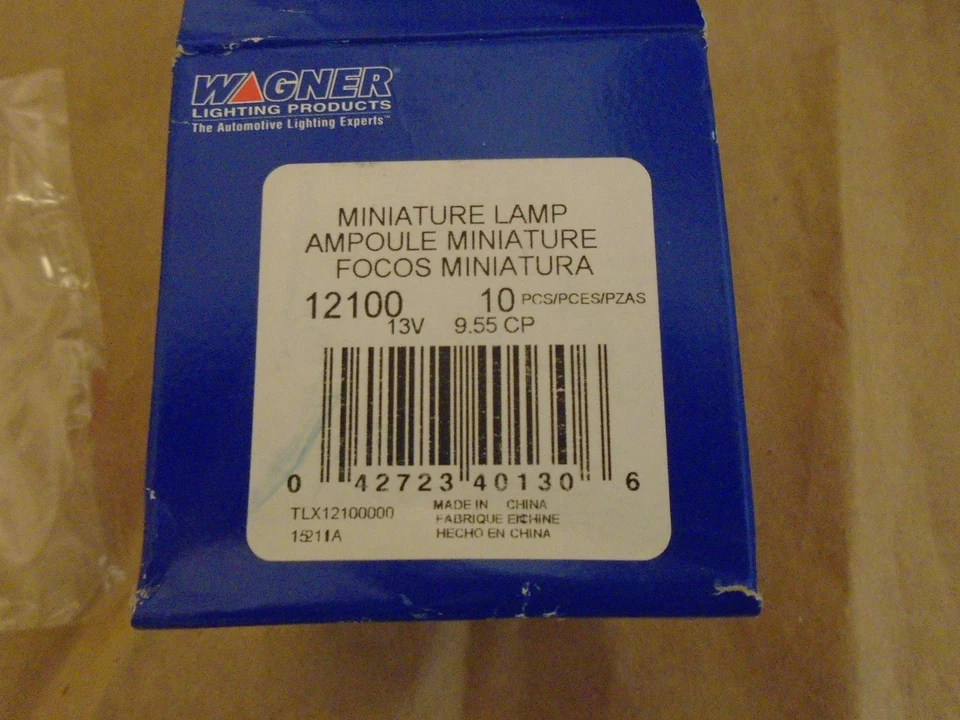 WAGNER
LIGHTING PRODUCTS
The Automotive Lighting Experts™
MINIATURE LAMP
AMPOULE MINIATURE
FOCOS MINIATURA
12100 10 PCS/PCES/PZAS
13V 9.55 CP
0 42723 40130 6
TLX12100000 MADE IN CHINA
FABRIQUE EN CHINE
15211A HECHO EN CHINA